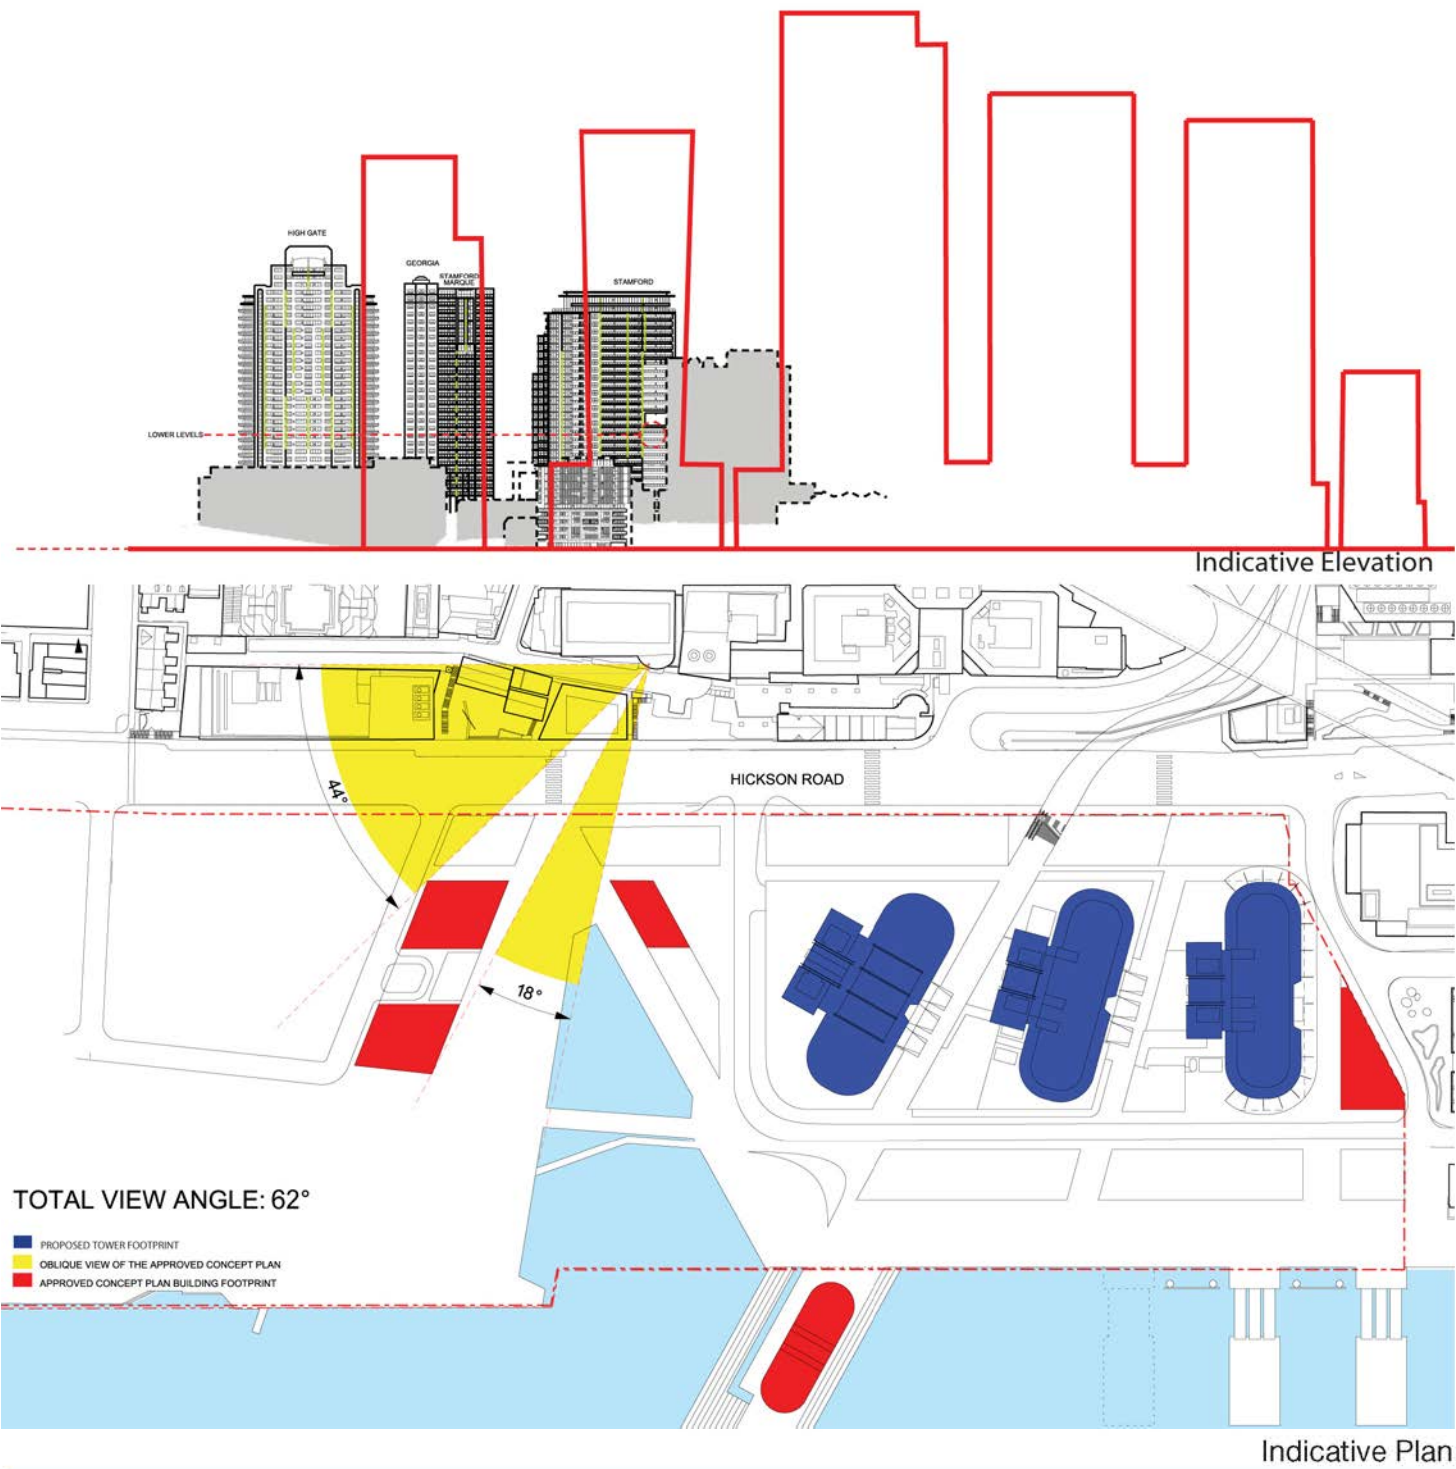 HIGH GATE
GEORGIA
STAMFORD
MARQUE
STAMFORD
LOWER LEVELS
Indicative Elevation
HICKSON ROAD
44°
18°
TOTAL VIEW ANGLE: 62°
PROPOSED TOWER FOOTPRINT
OBLIQUE VIEW OF THE APPROVED CONCEPT PLAN
APPROVED CONCEPT PLAN BUILDING FOOTPRINT
Indicative Plan